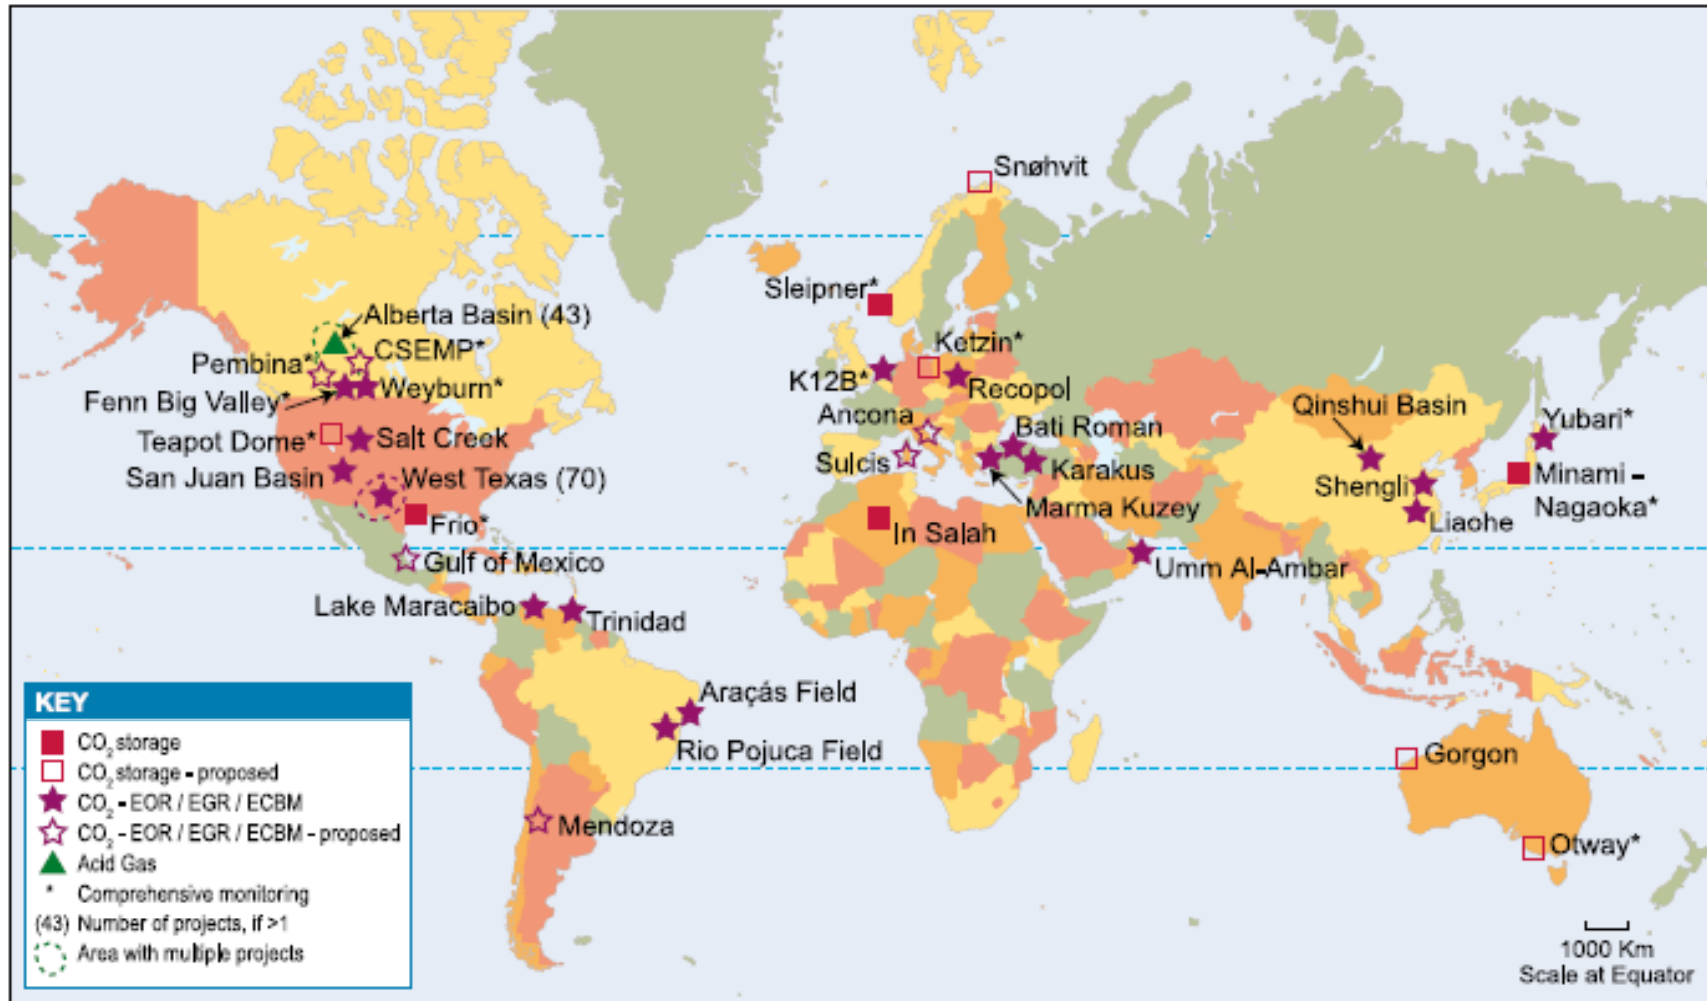 Snøhvit
Sleipner*
Alberta Basin (43)
CSEMP*
Pembina*
Weyburn*
Fenn Big Valley*
Teapot Dome*
Salt Creek
San Juan Basin
West Texas (70)
Frio*
Gulf of Mexico
Lake Maracaibo
Trinidad
Araçás Field
Rio Pojuca Field
Mendoza
Ketzin*
K12B*
Recopol
Ancona
Bati Roman
Sulcis
Karakus
Marma Kuzey
In Salah
Umm Al-Ambar
Qinshui Basin
Yubari*
Shengli
Minami -
Nagaoka*
Liaohe
Gorgon
Otway*
1000 Km
Scale at Equator
KEY
CO2 storage
CO2 storage - proposed
CO2 - EOR / EGR / ECBM
CO2 - EOR / EGR / ECBM - proposed
Acid Gas
* Comprehensive monitoring
(43) Number of projects, if >1
Area with multiple projects